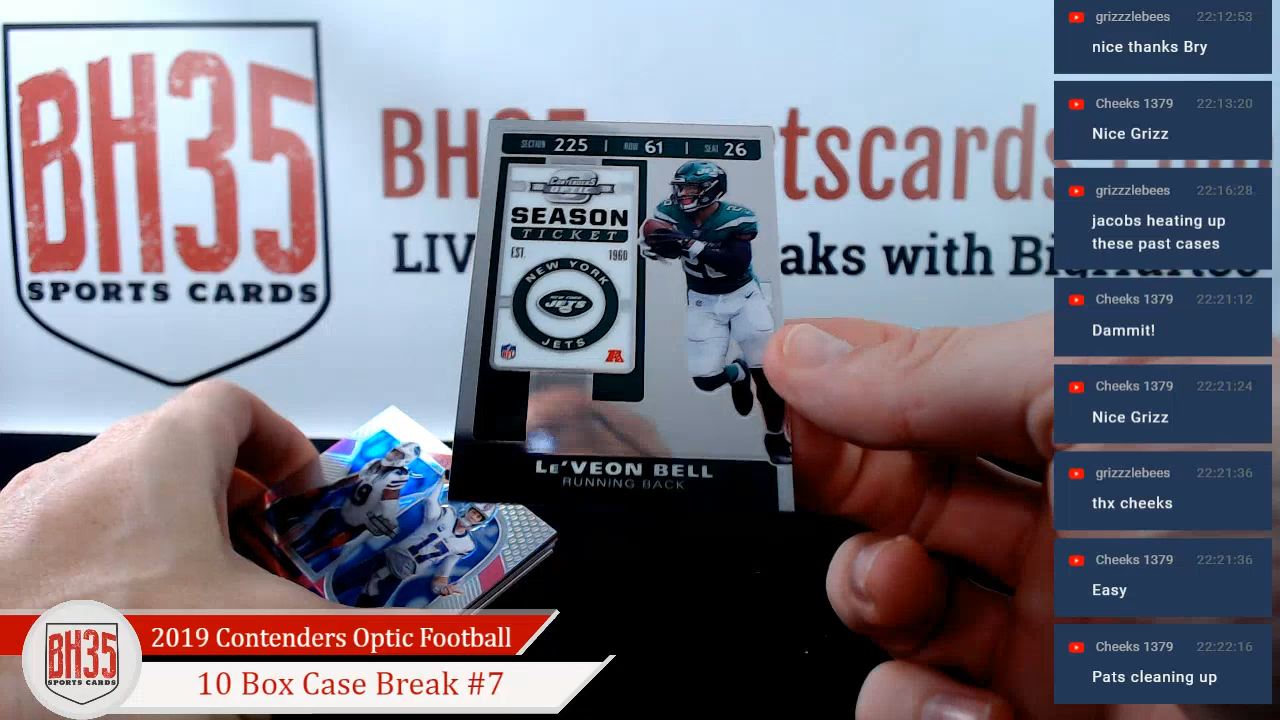 BH35
SPORTS CARDS
BH35
tscards
LIV
aks with
SECTION 225 | ROW 61 | SEAT 26
CONTENDERS
OPTIC
SEASON
TICKET
EST. 1960
NEW YORK
JETS
JETS
NFL
LE'VEON BELL
RUNNING BACK
17
BH35
SPORTS CARDS
2019 Contenders Optic Football
10 Box Case Break #7
grizzzlebees 22:12:53
nice thanks Bry
Cheeks 1379 22:13:20
Nice Grizz
grizzzlebees 22:16:28
jacobs heating up
these past cases
Cheeks 1379 22:21:12
Dammit!
Cheeks 1379 22:21:24
Nice Grizz
grizzzlebees 22:21:36
thx cheeks
Cheeks 1379 22:21:36
Easy
Cheeks 1379 22:22:16
Pats cleaning up